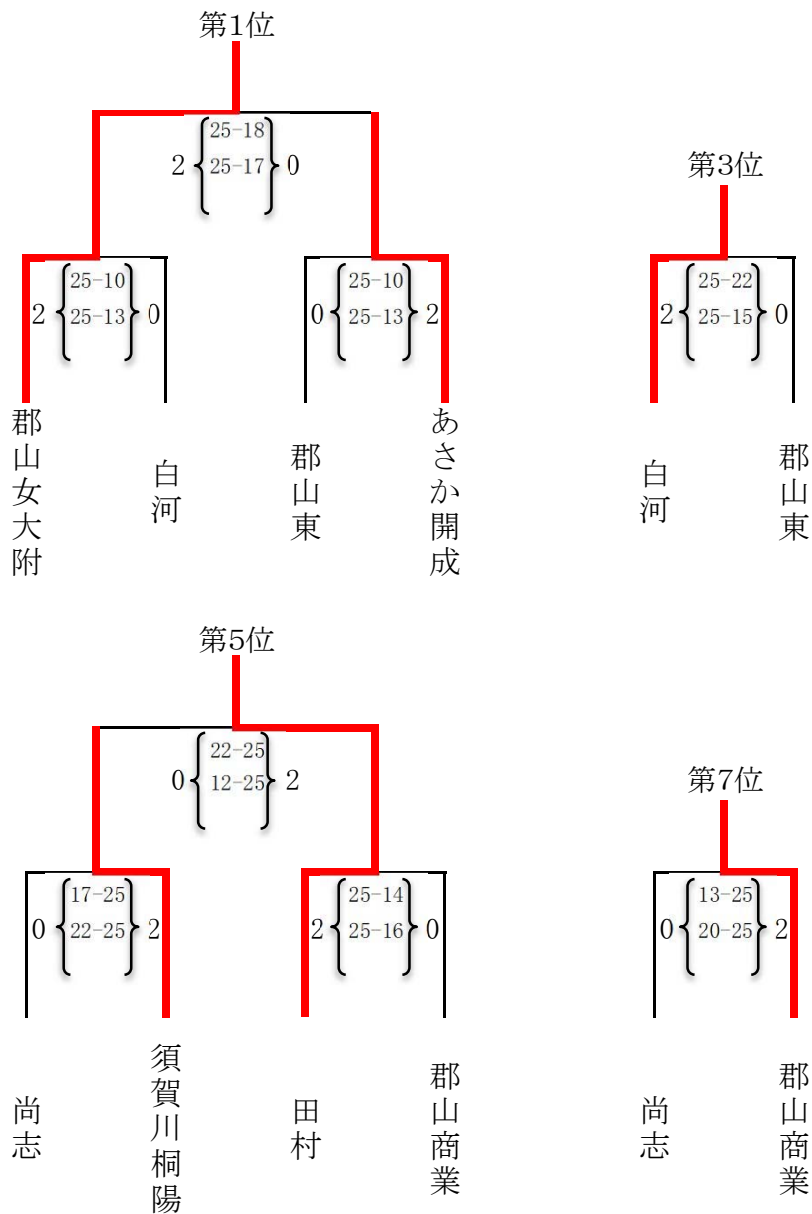 第1位
25-18
2 25-17 0
第3位
25-10
2 25-13 0
25-10
0 25-13 2
25-22
2 25-15 0
郡山女大附
白河
郡山東
あさか開成
白河
郡山東
第5位
22-25
0 12-25 2
第7位
17-25
0 22-25 2
25-14
2 25-16 0
13-25
0 20-25 2
尚志
須賀川桐陽
田村
郡山商業
尚志
郡山商業